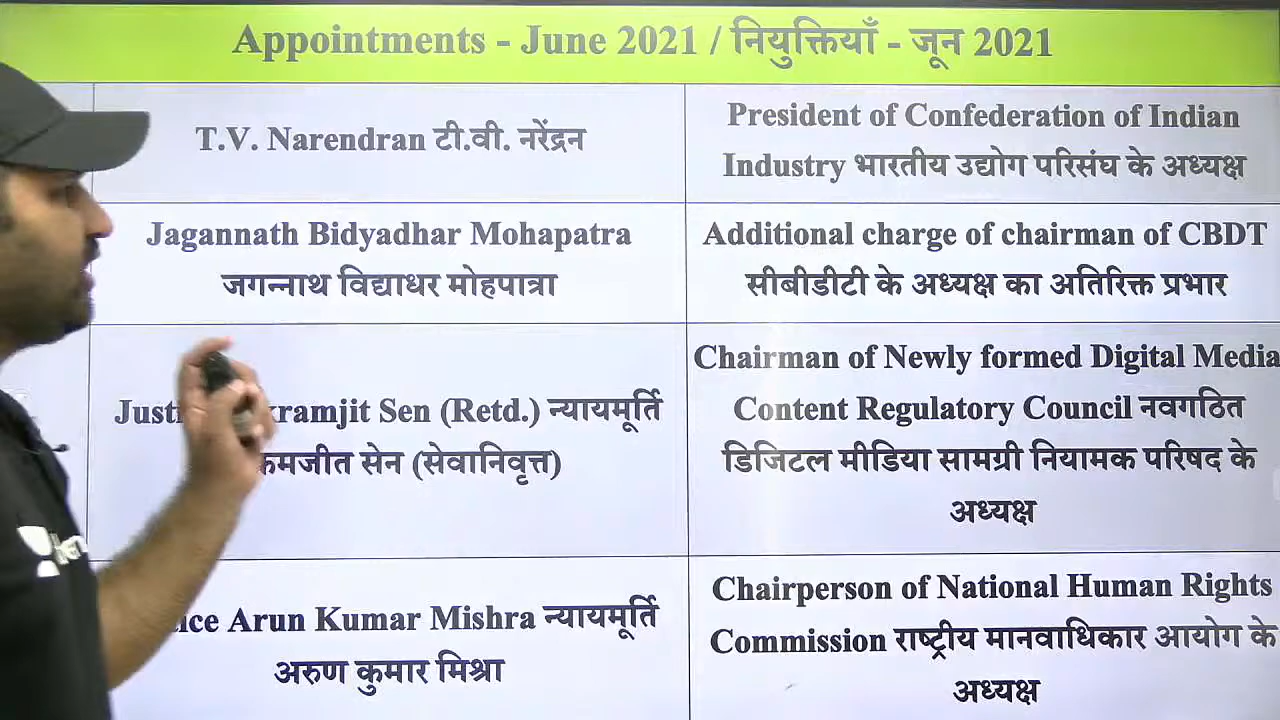 Appointments - June 2021 / नियुक्तियाँ - जून 2021
T.V. Narendran टी.वी. नरेंद्रन
President of Confederation of Indian
Industry भारतीय उद्योग परिसंघ के अध्यक्ष
Jagannath Bidyadhar Mohapatra
जगन्नाथ विद्याधर मोहपात्रा
Additional charge of chairman of CBDT
सीबीडीटी के अध्यक्ष का अतिरिक्त प्रभार
Sen (Retd.) न्यायमूर्ति
सेन (सेवानिवृत्त)
Chairman of Newly formed Digital Media
Content Regulatory Council नवगठित
डिजिटल मीडिया सामग्री नियामक परिषद के
अध्यक्ष
Arun Kumar Mishra न्यायमूर्ति
अरुण कुमार मिश्रा
Chairperson of National Human Rights
Commission राष्ट्रीय मानवाधिकार आयोग के
अध्यक्ष